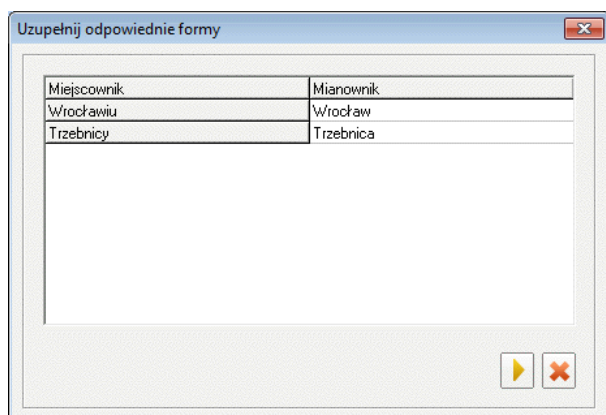 Uzupełnij odpowiednie formy
Miejscownik Mianownik
Wrocławiu Wrocław
Trzebnicy Trzebnica